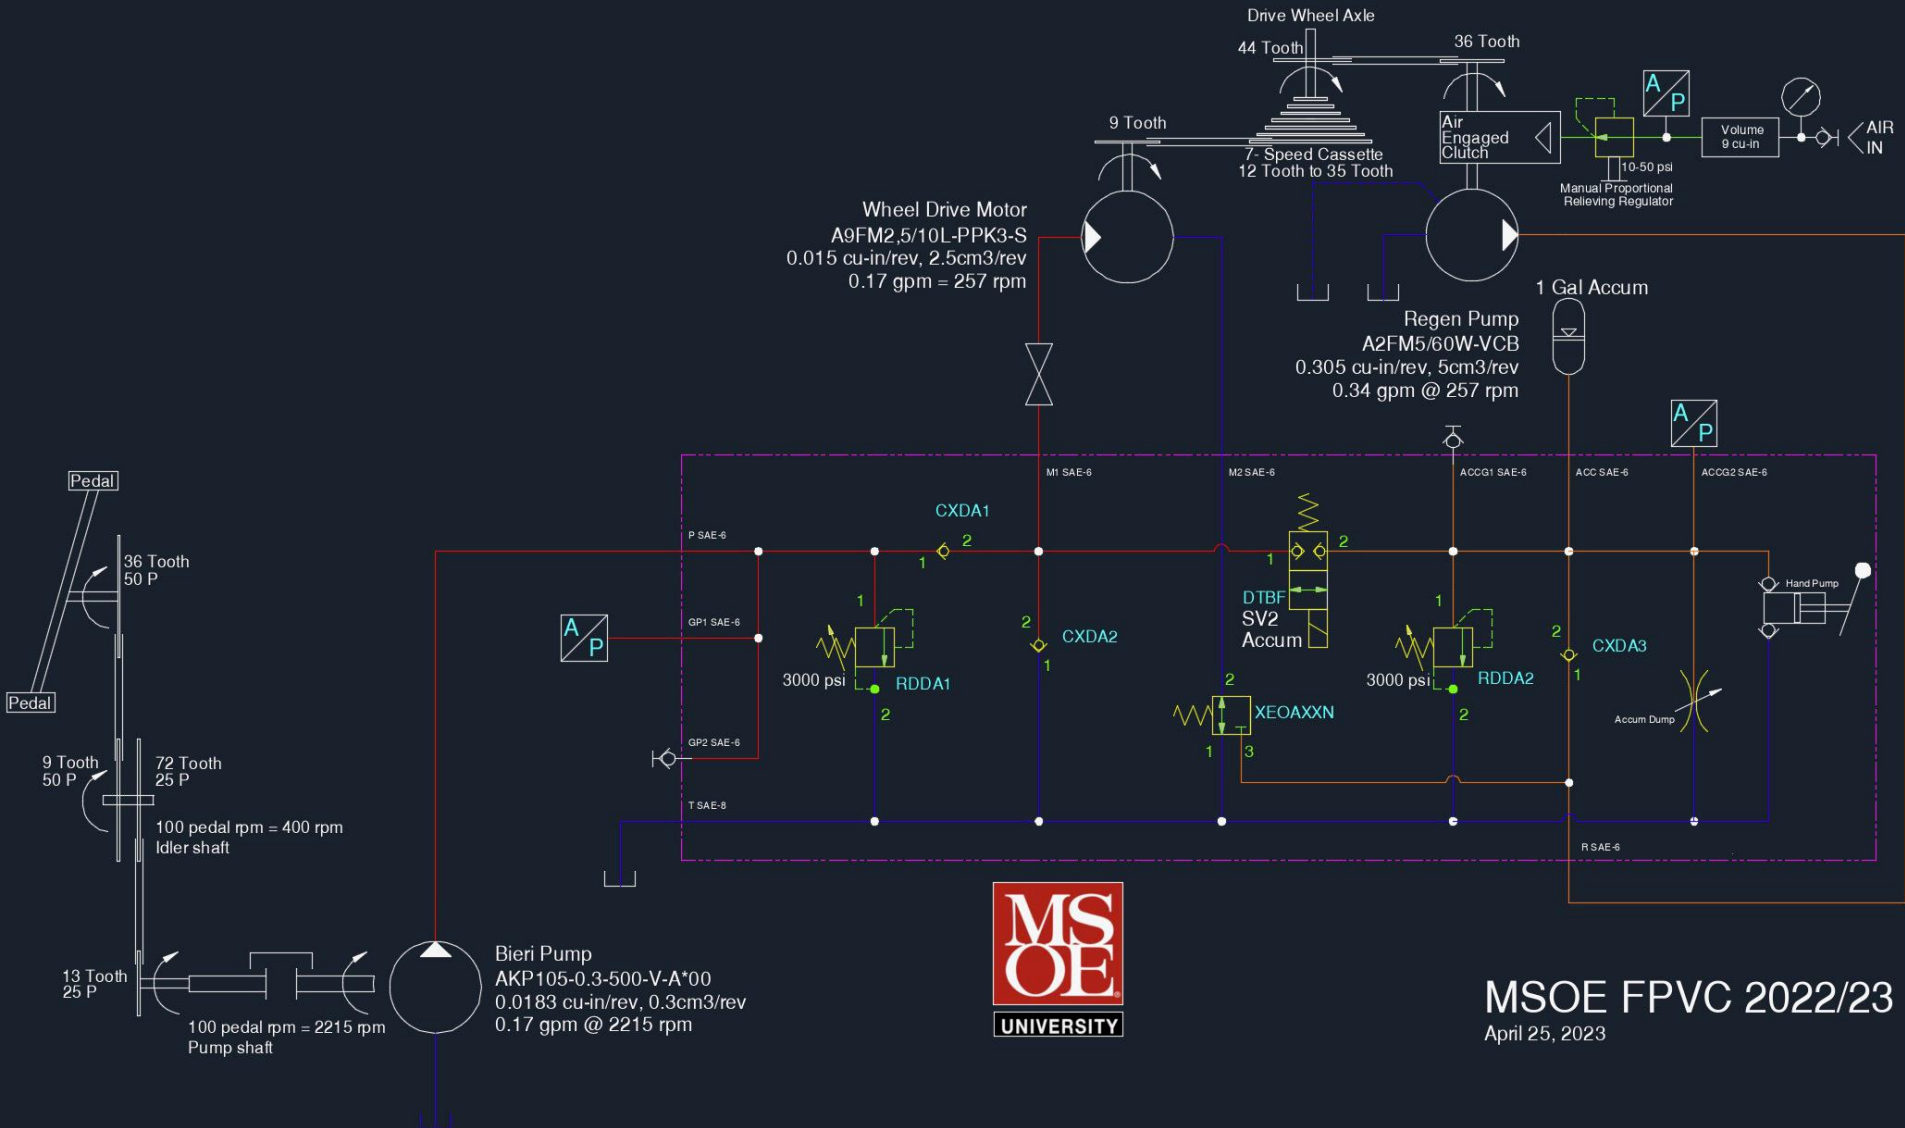 Drive Wheel Axle
44 Tooth
36 Tooth
A
P
Air
Engaged
Clutch
Volume
9 cu-in
AIR
IN
10-50 psi
Manual Proportional
Relieving Regulator
9 Tooth
7- Speed Cassette
12 Tooth to 35 Tooth
Wheel Drive Motor
A9FM2,5/10L-PPK3-S
0.015 cu-in/rev, 2.5cm3/rev
0.17 gpm = 257 rpm
1 Gal Accum
Regen Pump
A2FM5/60W-VCB
0.305 cu-in/rev, 5cm3/rev
0.34 gpm @ 257 rpm
A
P
M1 SAE-6
M2 SAE-6
ACCG1 SAE-6
ACC SAE-6
ACCG2 SAE-6
Pedal
Pedal
36 Tooth
50 P
9 Tooth
50 P
72 Tooth
25 P
100 pedal rpm = 400 rpm
Idler shaft
13 Tooth
25 P
100 pedal rpm = 2215 rpm
Pump shaft
P SAE-6
CXDA1
1
2
A
P
GP1 SAE-6
GP2 SAE-6
T SAE-8
1
3000 psi
RDDA1
2
2
CXDA2
1
1
2
DTBF
SV2
Accum
2
XEOAXXN
1
3
1
3000 psi
RDDA2
2
2
CXDA3
1
Hand Pump
Accum Dump
R SAE-6
Bieri Pump
AKP105-0.3-500-V-A*00
0.0183 cu-in/rev, 0.3cm3/rev
0.17 gpm @ 2215 rpm
MS
OE
®
UNIVERSITY
MSOE FPVC 2022/23
April 25, 2023